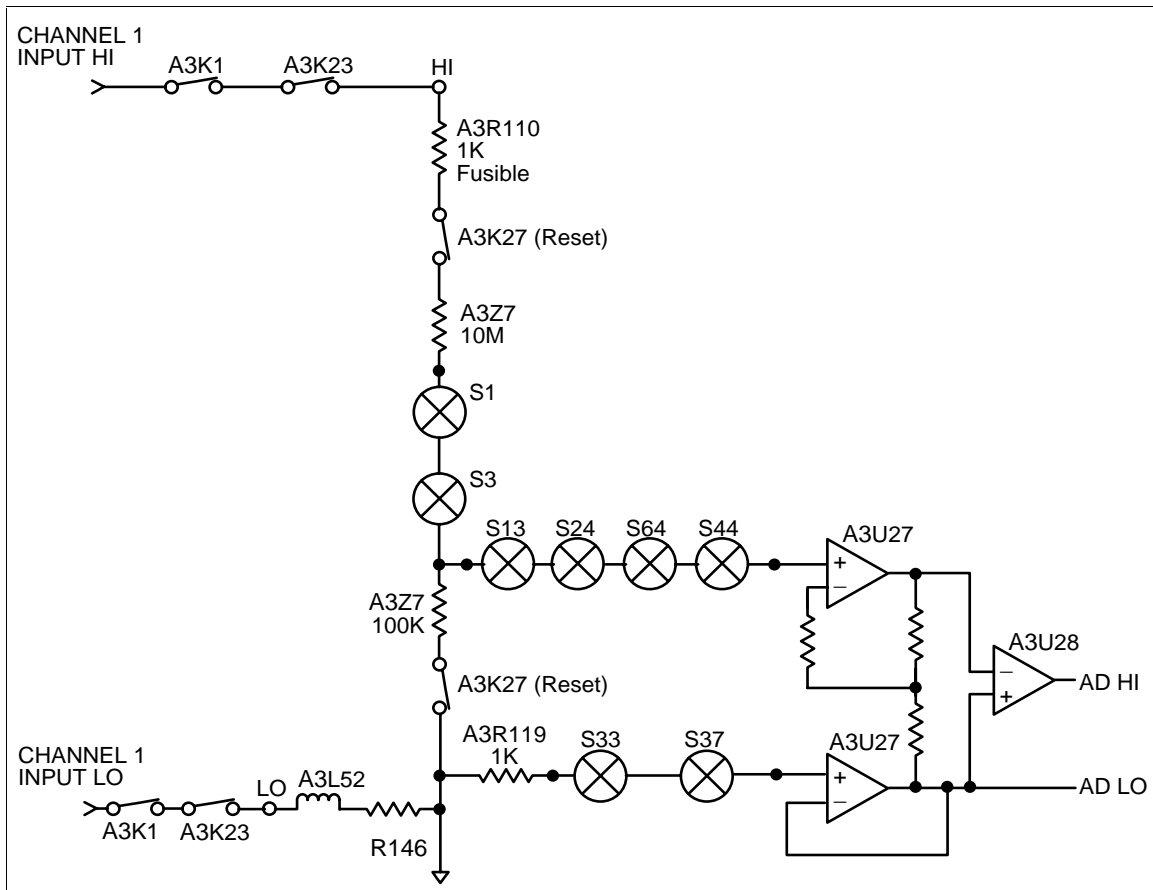 CHANNEL 1
INPUT HI
A3K1
A3K23
HI
A3R110
1K
Fusible
A3K27 (Reset)
A3Z7
10M
S1
S3
S13
S24
S64
S44
A3U27
+
−
A3Z7
100K
A3U28
−
+
AD HI
A3K27 (Reset)
A3R119
1K
S33
S37
A3U27
+
−
AD LO
CHANNEL 1
INPUT LO
A3K1
A3K23
LO
A3L52
R146